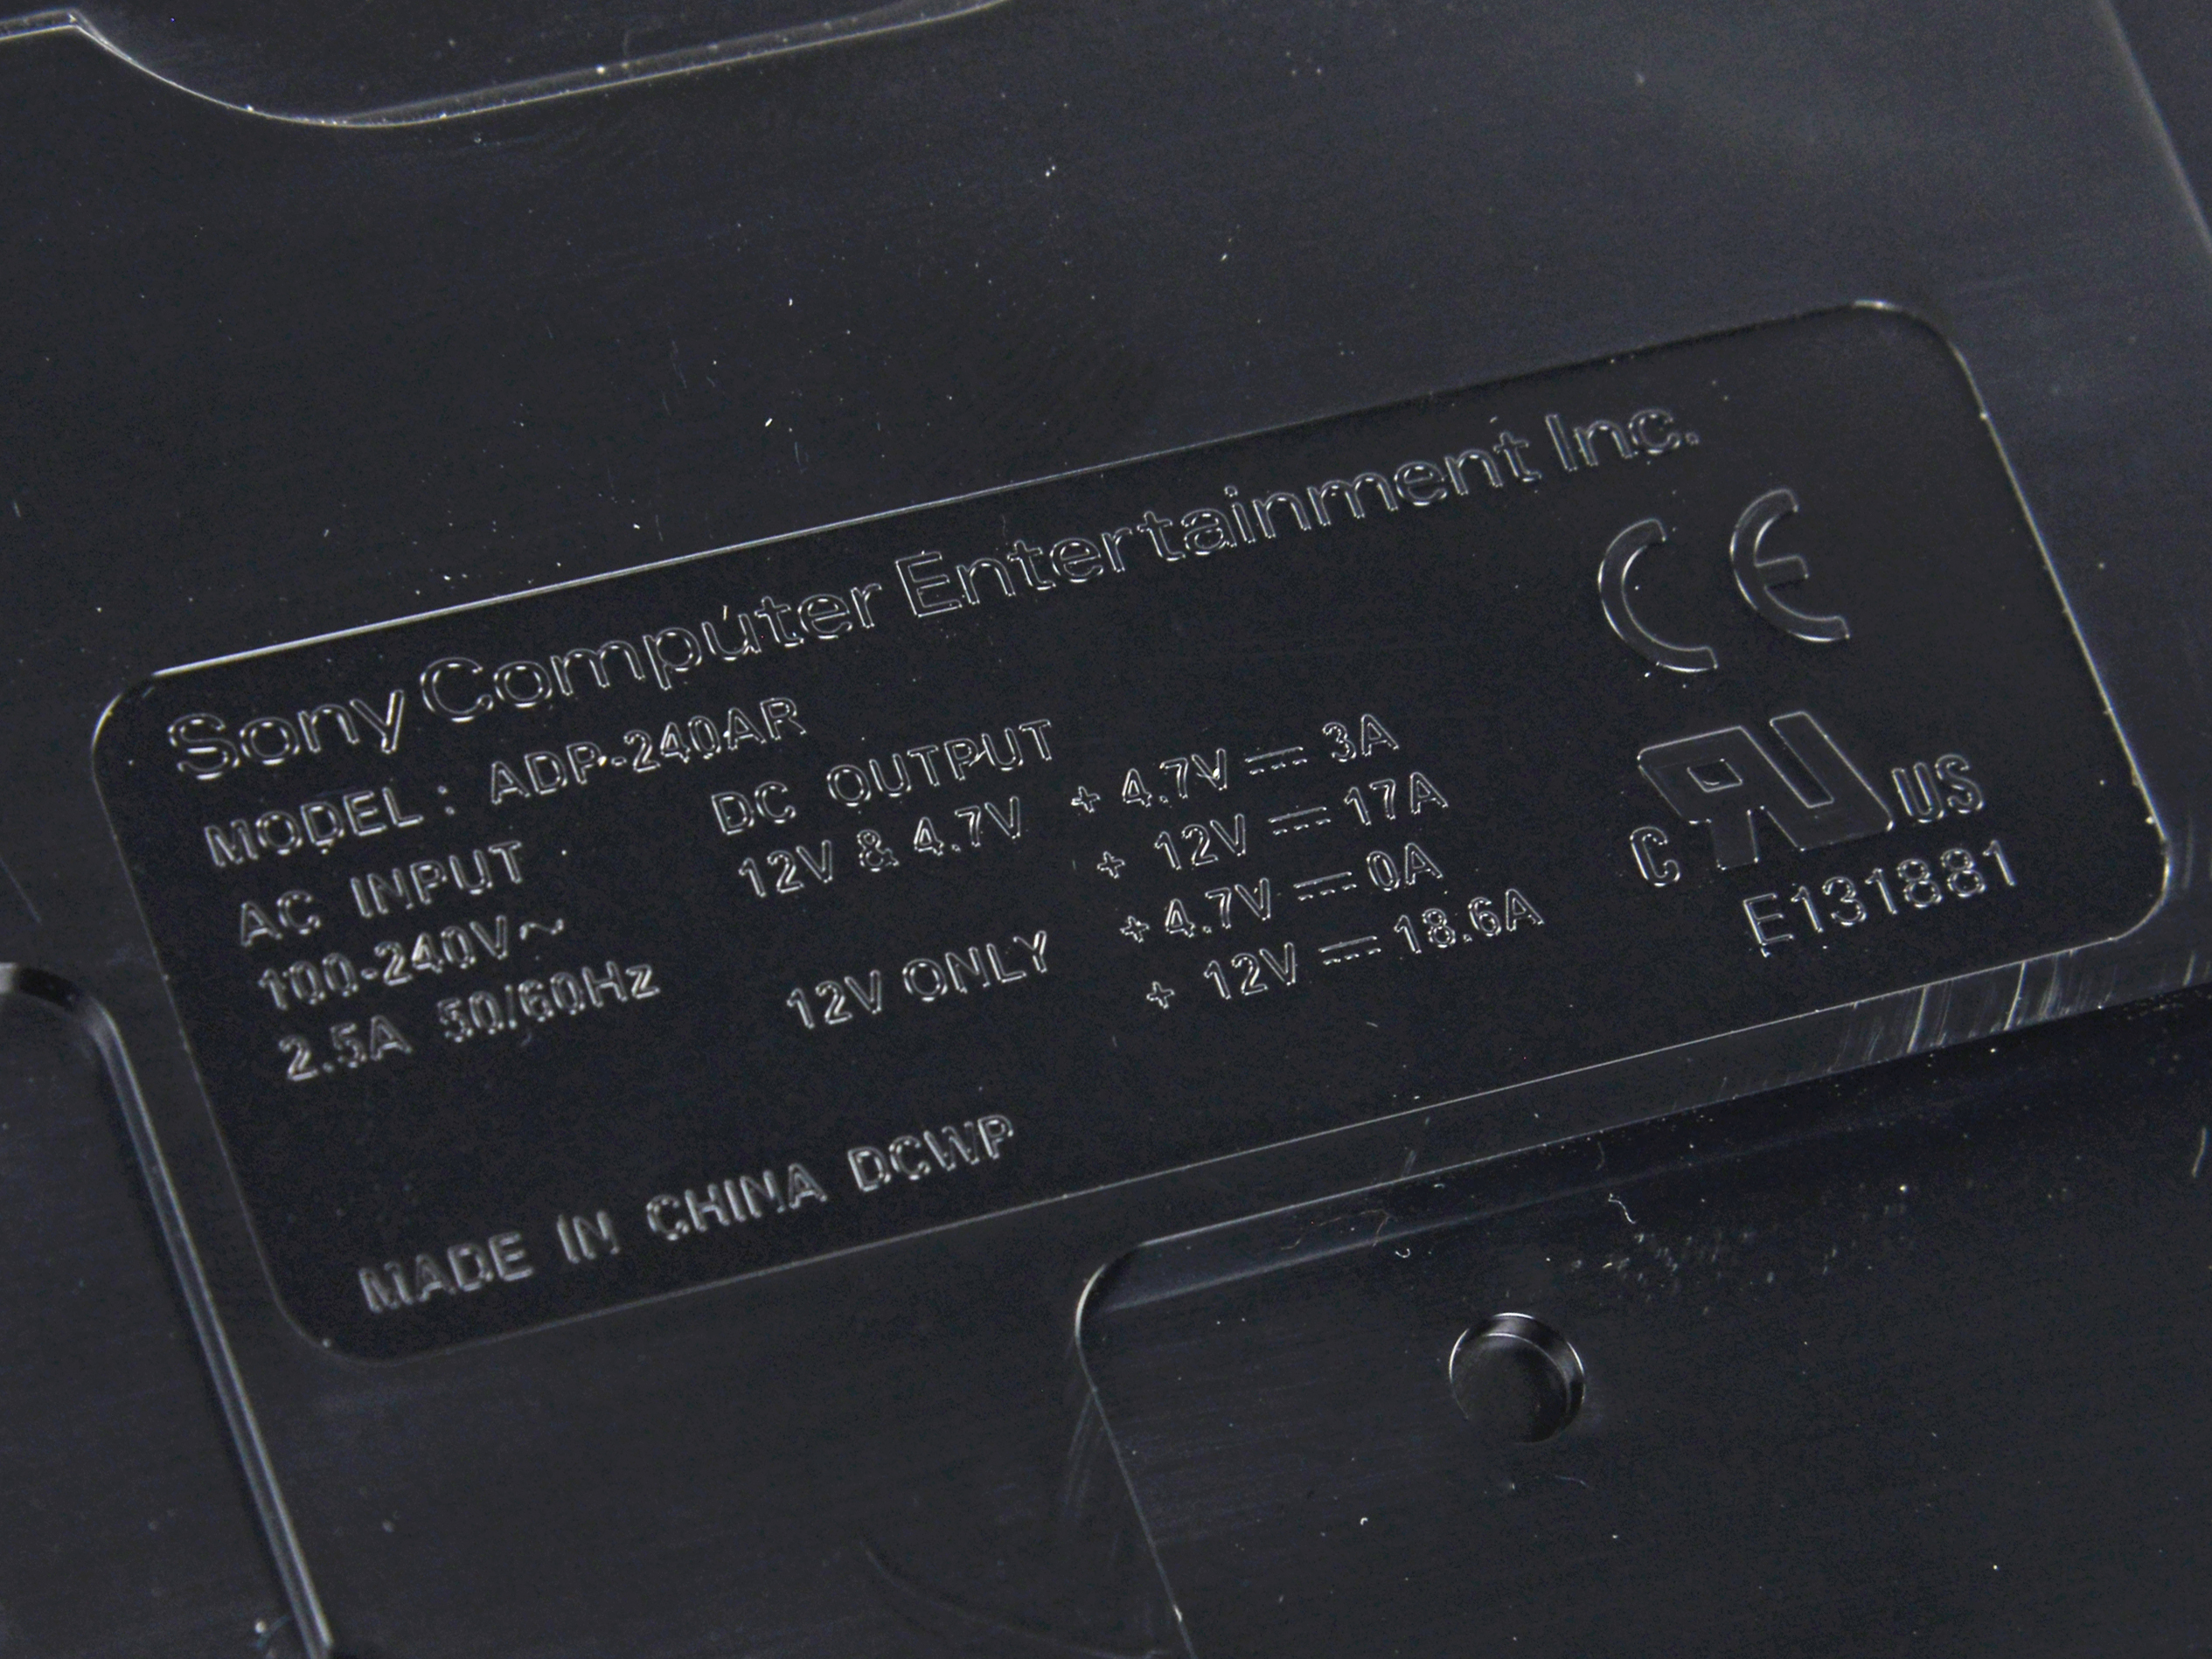 Sony Computer Entertainment Inc.
MODEL : ADP-240AR
AC INPUT
100-240V~
2.5A 50/60Hz
DC OUTPUT
12V & 4.7V + 4.7V ⎓ 3A
+ 12V ⎓ 17A
12V ONLY + 4.7V ⎓ 0A
+ 12V ⎓ 18.6A
CE
C RU US
E131881
MADE IN CHINA DCWP